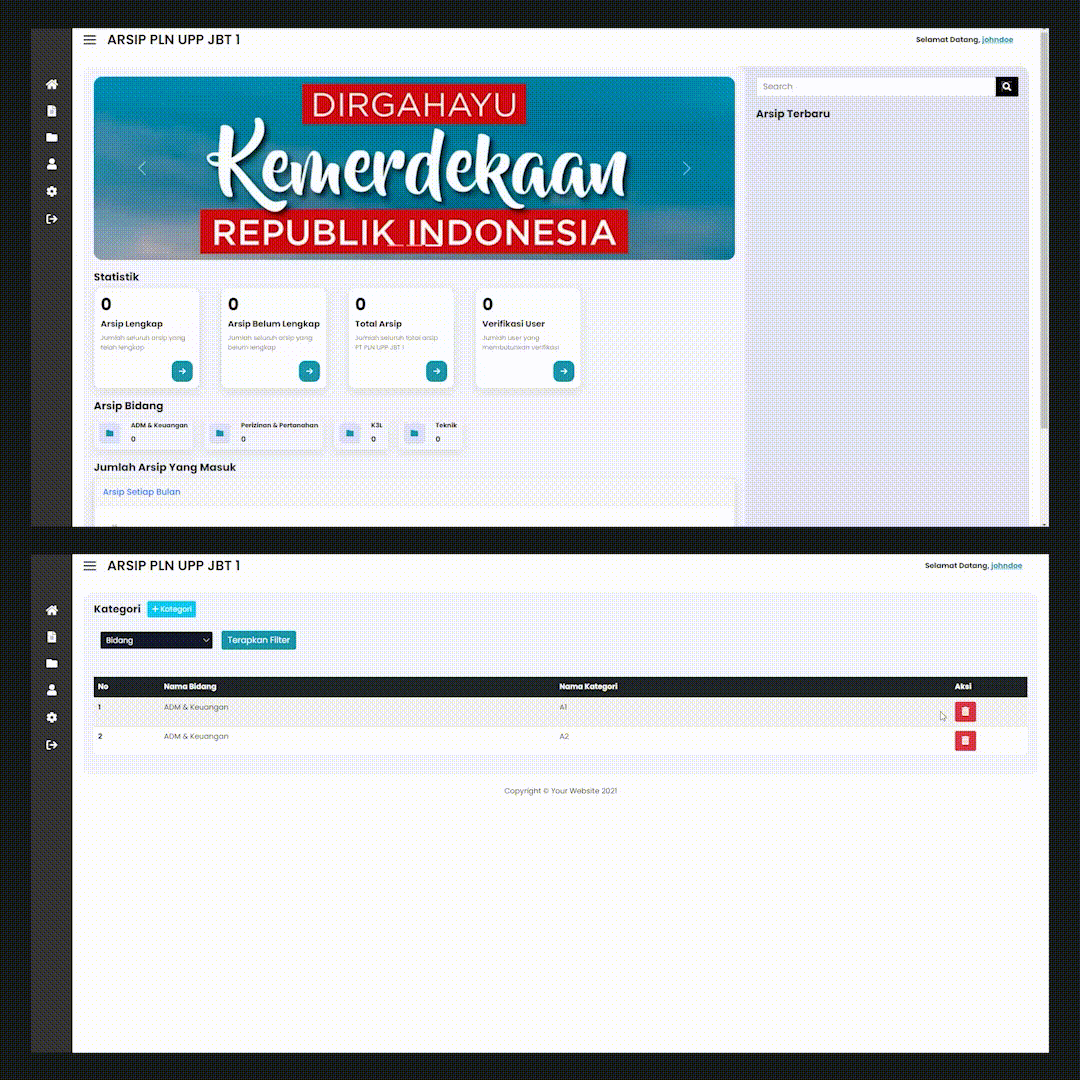 ARSIP PLN UPP JBT 1
Selamat Datang, johndoe
DIRGAHAYU
Kemerdekaan
REPUBLIK INDONESIA
Search
Arsip Terbaru
Statistik
0
Arsip Lengkap
Jumlah seluruh arsip yang
telah lengkap
0
Arsip Belum Lengkap
Jumlah seluruh arsip yang
belum lengkap
0
Total Arsip
Jumlah seluruh total arsip
PT PLN UPP JBT 1
0
Verifikasi User
Jumlah user yang
membutuhkan verifikasi
Arsip Bidang
ADM & Keuangan
0
Perizinan & Pertanahan
0
K3L
0
Teknik
0
Jumlah Arsip Yang Masuk
Arsip Setiap Bulan
ARSIP PLN UPP JBT 1
Selamat Datang, johndoe
Kategori + Kategori
Bidang Terapkan Filter
No Nama Bidang Nama Kategori Aksi
1 ADM & Keuangan A1
2 ADM & Keuangan A2
Copyright © Your Website 2021